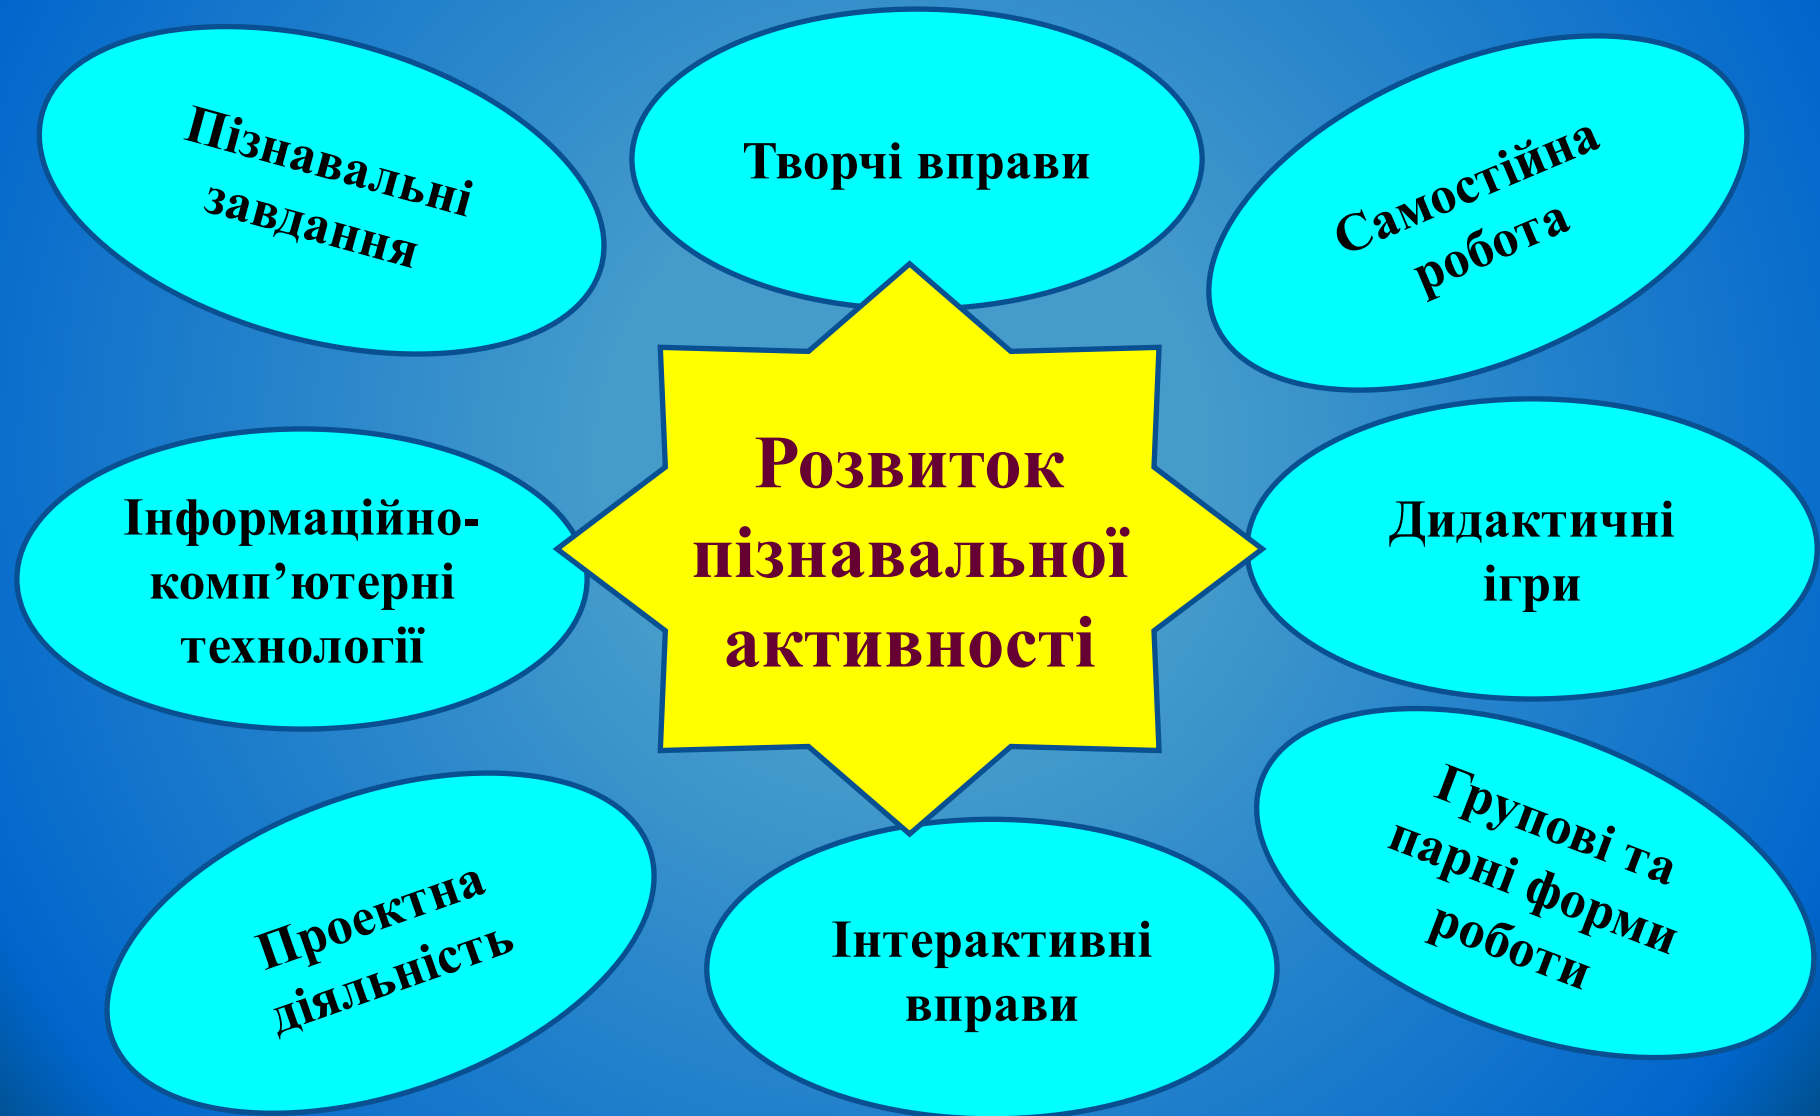 Пізнавальні
завдання
Творчі вправи
Самостійна
робота
Інформаційно-
комп’ютерні
технології
Розвиток
пізнавальної
активності
Дидактичні
ігри
Проектна
діяльність
Інтерактивні
вправи
Групові та
парні форми
роботи